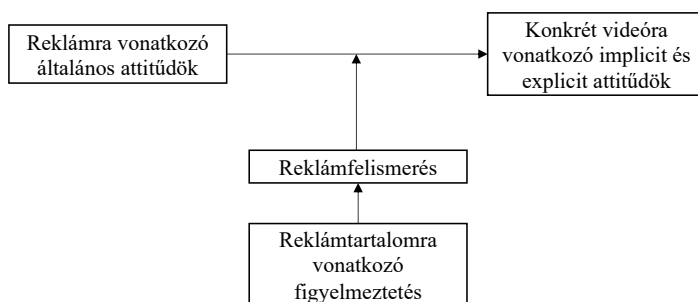 Reklámra vonatkozó
általános attitűdök
Konkrét videóra
vonatkozó implicit és
explicit attitűdök
Reklámfelismerés
Reklámtartalomra
vonatkozó
figyelmeztetés